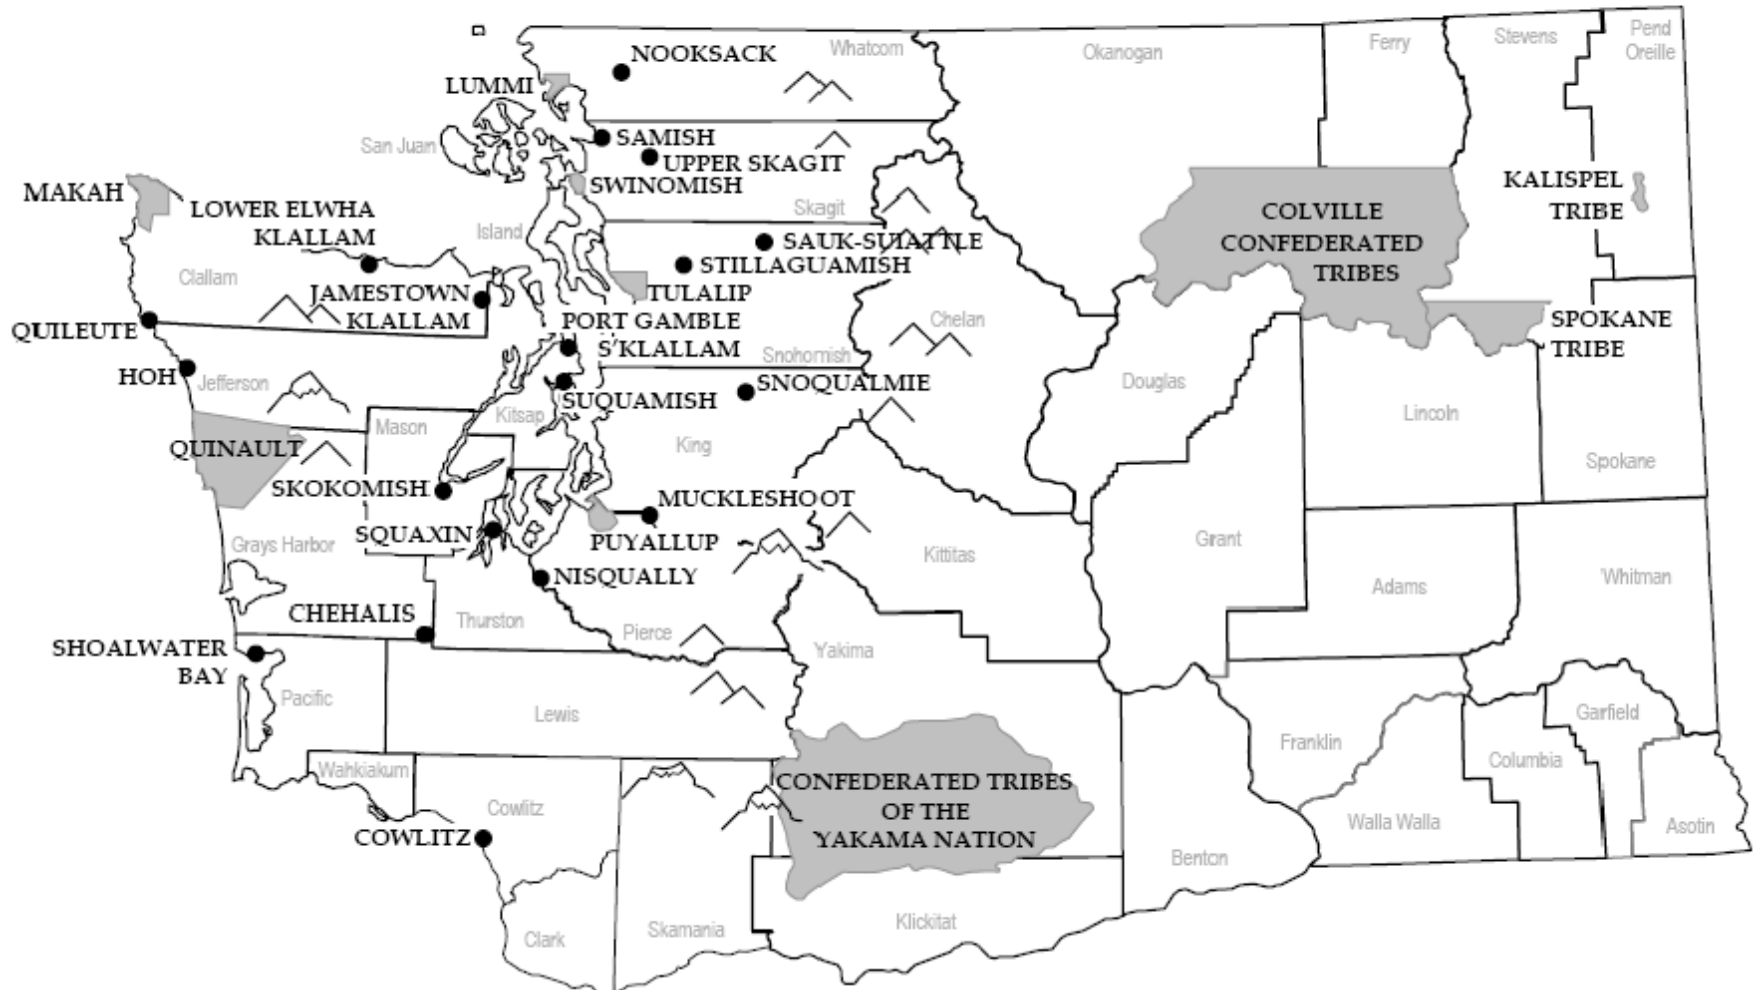 NOOKSACK
Whatcom
Okanogan
Ferry
Stevens
Pend
Oreille
LUMMI
San Juan
SAMISH
UPPER SKAGIT
SWINOMISH
Skagit
MAKAH
LOWER ELWHA
KLALLAM
Island
Clallam
SAUK-SUIATTLE
STILLAGUAMISH
TULALIP
JAMESTOWN
KLALLAM
COLVILLE
CONFEDERATED
TRIBES
KALISPEL
TRIBE
QUILEUTE
PORT GAMBLE
S'KLALLAM
Snohomish
Chelan
SPOKANE
TRIBE
HOH
Jefferson
SUQUAMISH
SNOQUALMIE
Douglas
Lincoln
Kitsap
Mason
King
QUINAULT
Spokane
SKOKOMISH
MUCKLESHOOT
SQUAXIN
PUYALLUP
Grays Harbor
Kittitas
Grant
NISQUALLY
Adams
Whitman
CHEHALIS
Thurston
Pierce
SHOALWATER
BAY
Yakima
Pacific
Lewis
Garfield
Franklin
Columbia
Wahkiakum
CONFEDERATED TRIBES
OF THE
YAKAMA NATION
Cowlitz
COWLITZ
Walla Walla
Asotin
Benton
Klickitat
Skamania
Clark